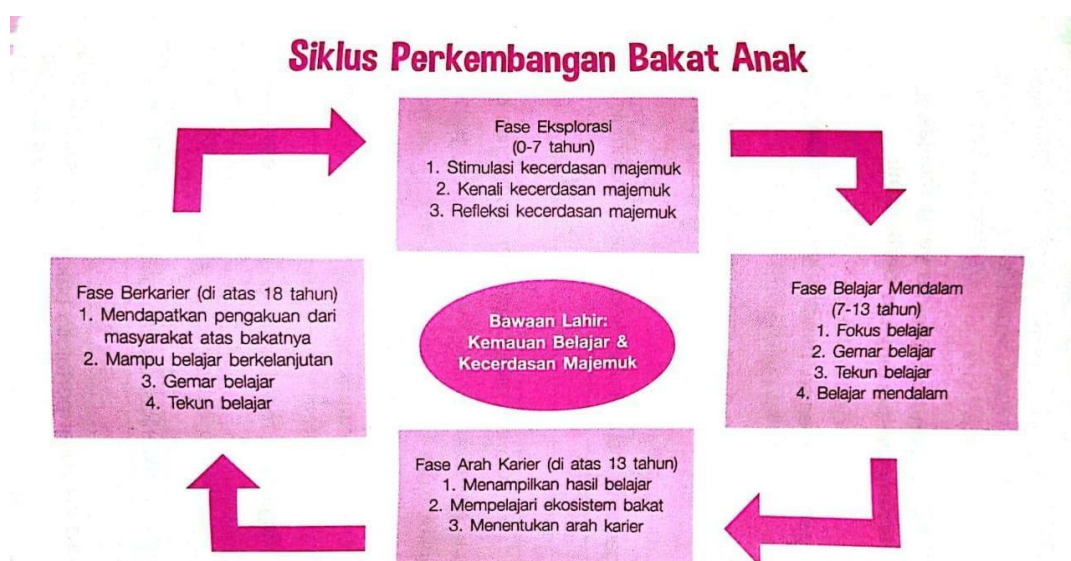 Siklus Perkembangan Bakat Anak
Fase Eksplorasi
(0-7 tahun)
1. Stimulasi kecerdasan majemuk
2. Kenali kecerdasan majemuk
3. Refleksi kecerdasan majemuk
Fase Belajar Mendalam
(7-13 tahun)
1. Fokus belajar
2. Gemar belajar
3. Tekun belajar
4. Belajar mendalam
Fase Arah Karier (di atas 13 tahun)
1. Menampilkan hasil belajar
2. Mempelajari ekosistem bakat
3. Menentukan arah karier
Fase Berkarier (di atas 18 tahun)
1. Mendapatkan pengakuan dari
masyarakat atas bakatnya
2. Mampu belajar berkelanjutan
3. Gemar belajar
4. Tekun belajar
Bawaan Lahir:
Kemauan Belajar &
Kecerdasan Majemuk